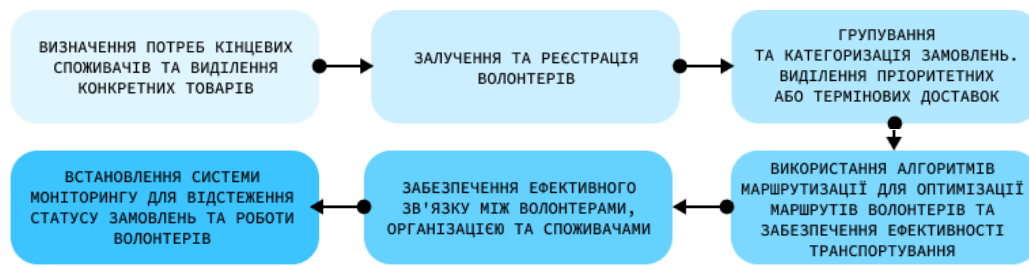 ВИЗНАЧЕННЯ ПОТРЕБ КІНЦЕВИХ
СПОЖИВАЧІВ ТА ВИДІЛЕННЯ
КОНКРЕТНИХ ТОВАРІВ
ЗАЛУЧЕННЯ ТА РЕЄСТРАЦІЯ
ВОЛОНТЕРІВ
ГРУПУВАННЯ
ТА КАТЕГОРИЗАЦІЯ ЗАМОВЛЕНЬ.
ВИДІЛЕННЯ ПРІОРИТЕТНИХ
АБО ТЕРМІНОВИХ ДОСТАВОК
ВИКОРИСТАННЯ АЛГОРИТМІВ
МАРШРУТИЗАЦІЇ ДЛЯ ОПТИМІЗАЦІЇ
МАРШРУТІВ ВОЛОНТЕРІВ ТА
ЗАБЕЗПЕЧЕННЯ ЕФЕКТИВНОСТІ
ТРАНСПОРТУВАННЯ
ЗАБЕЗПЕЧЕННЯ ЕФЕКТИВНОГО
ЗВ'ЯЗКУ МІЖ ВОЛОНТЕРАМИ,
ОРГАНІЗАЦІЄЮ ТА СПОЖИВАЧАМИ
ВСТАНОВЛЕННЯ СИСТЕМИ
МОНІТОРИНГУ ДЛЯ ВІДСТЕЖЕННЯ
СТАТУСУ ЗАМОВЛЕНЬ ТА РОБОТИ
ВОЛОНТЕРІВ